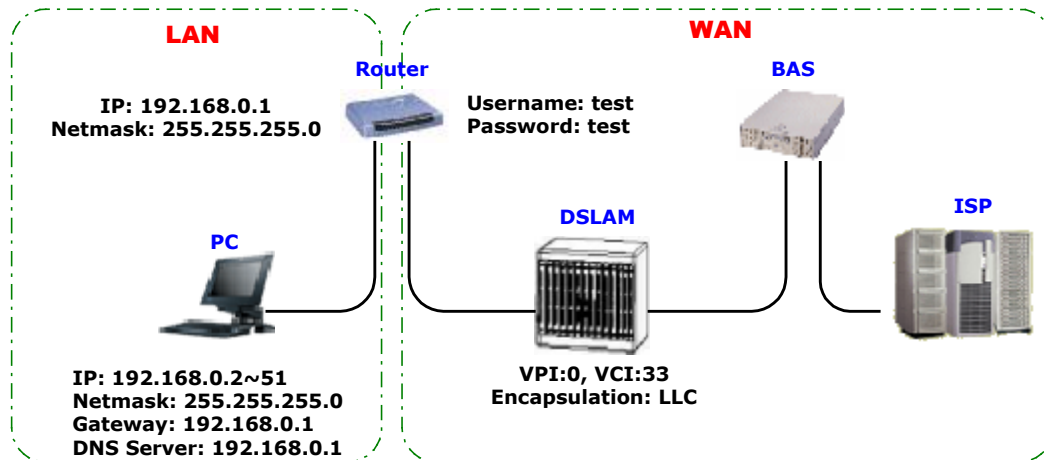 LAN
WAN
Router
BAS
IP: 192.168.0.1
Netmask: 255.255.255.0
Username: test
Password: test
PC
DSLAM
ISP
IP: 192.168.0.2~51
Netmask: 255.255.255.0
Gateway: 192.168.0.1
DNS Server: 192.168.0.1
VPI:0, VCI:33
Encapsulation: LLC